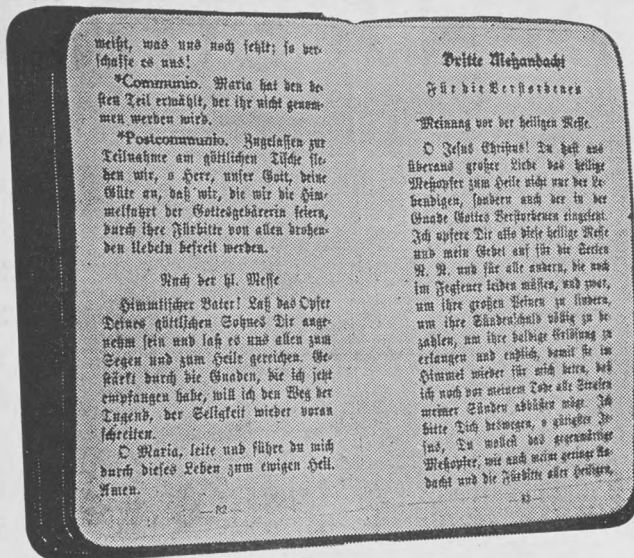 weißt, was uns noch fehlt; so ver-
schaffe es uns!
*Communio. Maria hat den be-
sten Teil erwählt, der ihr nicht genom-
men werden wird.
*Postcommunio. Zugelassen zur
Teilnahme am göttlichen Tische fle-
hen wir, o Herr, unser Gott, deine
Güte an, daß wir, die wir die Him-
melfahrt der Gottesgebärerin feiern,
durch ihre Fürbitte von allen drohen-
den Uebeln befreit werden.
Nach der hl. Messe
Himmlischer Vater! Laß das Opfer
Deines göttlichen Sohnes Dir ange-
nehm sein und laß es uns allen zum
Segen und zum Heile gereichen. Ge-
stärkt durch die Gnaden, die ich jetzt
empfangen habe, will ich den Weg der
Tugend, der Seligkeit wieder voran
schreiten.
O Maria, leite und führe du mich
durch dieses Leben zum ewigen Heil.
Amen.
— 82 —
Dritte Meßandacht
Für die Verstorbenen
Meinung vor der heiligen Messe.
O Jesus Christus! Du hast aus
überaus großer Liebe das heilige
Meßopfer zum Heile nicht nur der Le-
bendigen, sondern auch der in der
Gnade Gottes Verstorbenen eingesetzt.
Ich opfere Dir also diese heilige Messe
und mein Gebet auf für die Seelen
N. N. und für alle andern, die noch
im Fegfeuer leiden müssen, und zwar,
um ihre großen Peinen zu lindern,
um ihre Sündenschuld völlig zu be-
zahlen, um ihre baldige Erlösung zu
erlangen und endlich, damit sie im
Himmel wieder für mich beten, daß
ich noch vor meinem Tode alle Strafen
meiner Sünden abbüßen möge. Ich
bitte Dich deswegen, o gütigster Je-
sus, Du wollest das gegenwärtige
Meßopfer, wie auch meine geringe An-
dacht und die Fürbitte aller Heiligen,
— 83 —